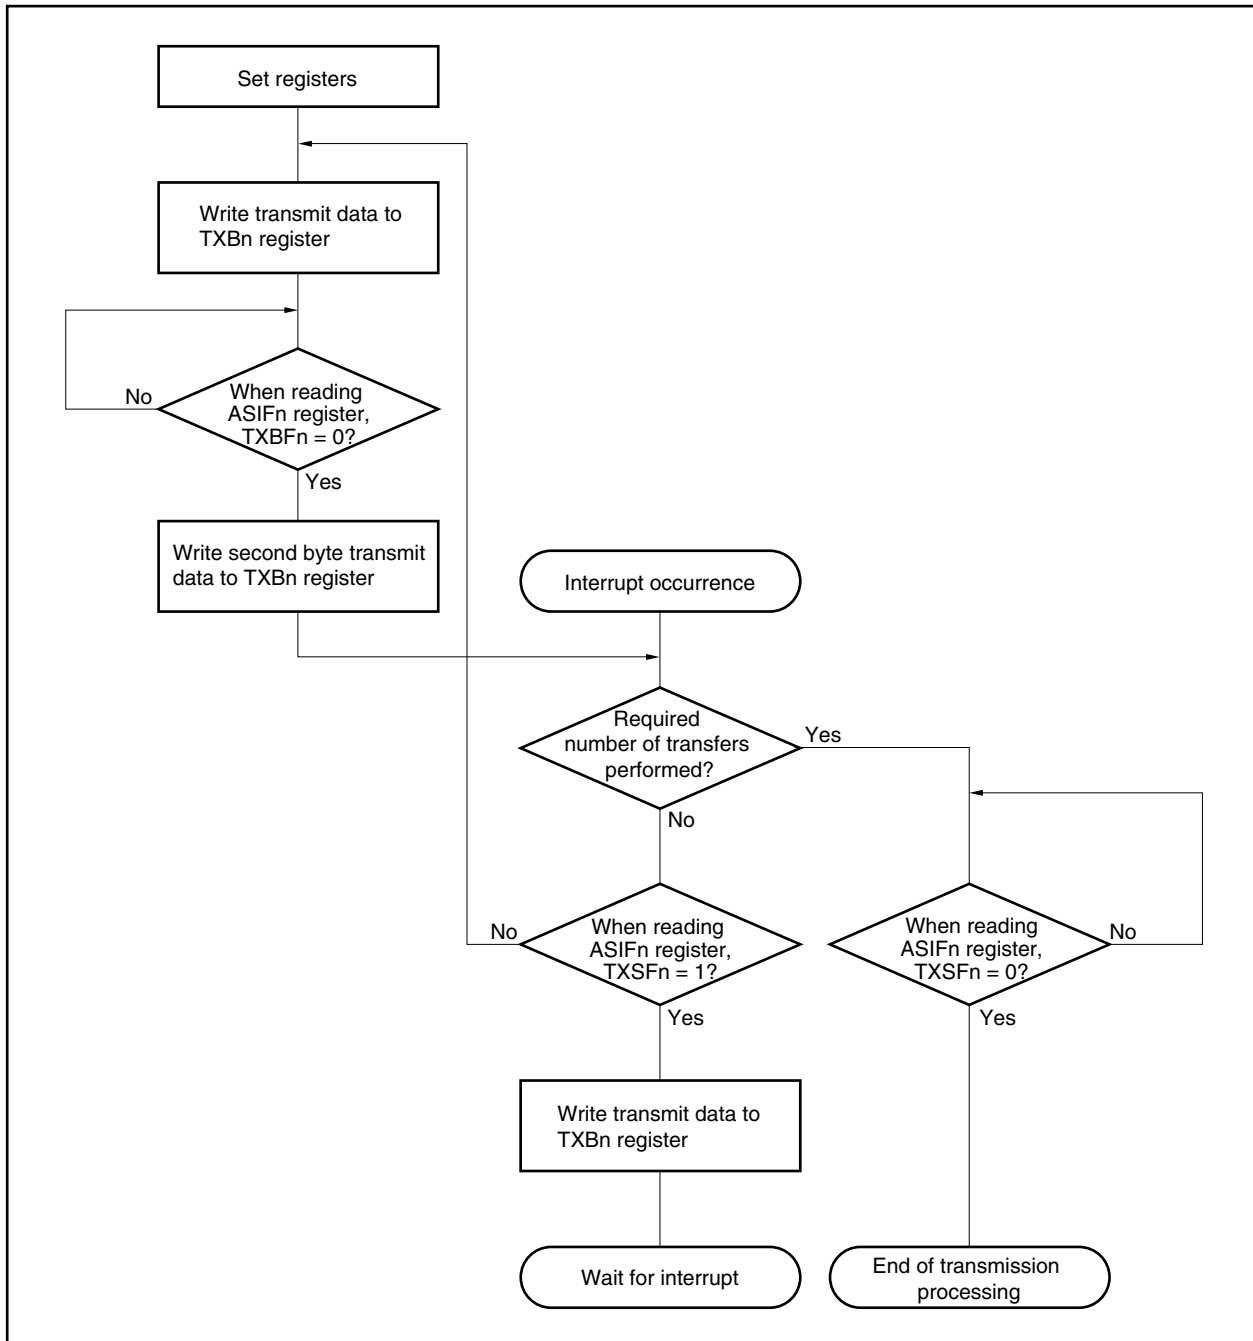 Set registers
Write transmit data to
TXBn register
No
When reading
ASIFn register,
TXBFn = 0?
Yes
Write second byte transmit
data to TXBn register
Interrupt occurrence
Required
number of transfers
performed?
Yes
No
No
When reading
ASIFn register,
TXSFn = 1?
Yes
When reading
ASIFn register,
TXSFn = 0?
No
Yes
Write transmit data to
TXBn register
Wait for interrupt
End of transmission
processing